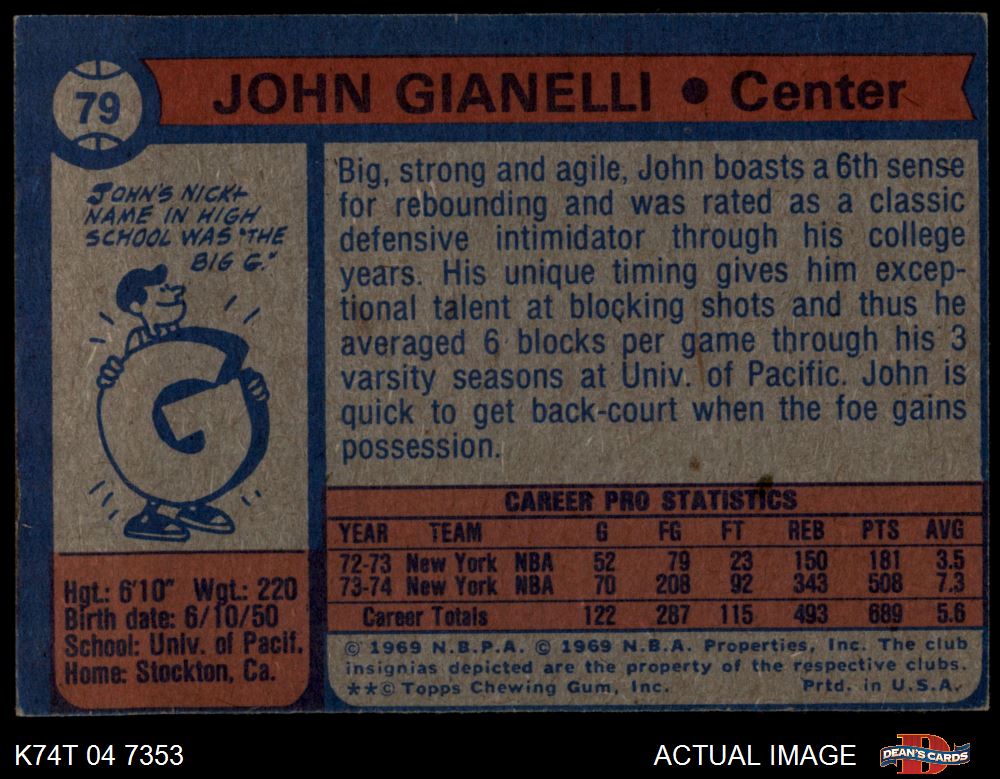 79
JOHN GIANELLI ● Center
JOHN'S NICK-
NAME IN HIGH
SCHOOL WAS "THE
BIG G."
G
Hgt.: 6'10" Wgt.: 220
Birth date: 6/10/50
School: Univ. of Pacif.
Home: Stockton, Ca.
Big, strong and agile, John boasts a 6th sense
for rebounding and was rated as a classic
defensive intimidator through his college
years. His unique timing gives him excep-
tional talent at blocking shots and thus he
averaged 6 blocks per game through his 3
varsity seasons at Univ. of Pacific. John is
quick to get back-court when the foe gains
possession.
CAREER PRO STATISTICS
YEAR TEAM G FG FT REB PTS AVG
72-73 New York NBA 52 79 23 150 181 3.5
73-74 New York NBA 70 208 92 343 508 7.3
Career Totals 122 287 115 493 689 5.6
© 1969 N.B.P.A. © 1969 N.B.A. Properties, Inc. The club
insignias depicted are the property of the respective clubs.
**© Topps Chewing Gum, Inc. Prtd. in U.S.A.
K74T 04 7353
ACTUAL IMAGE
D
DEAN'S CARDS